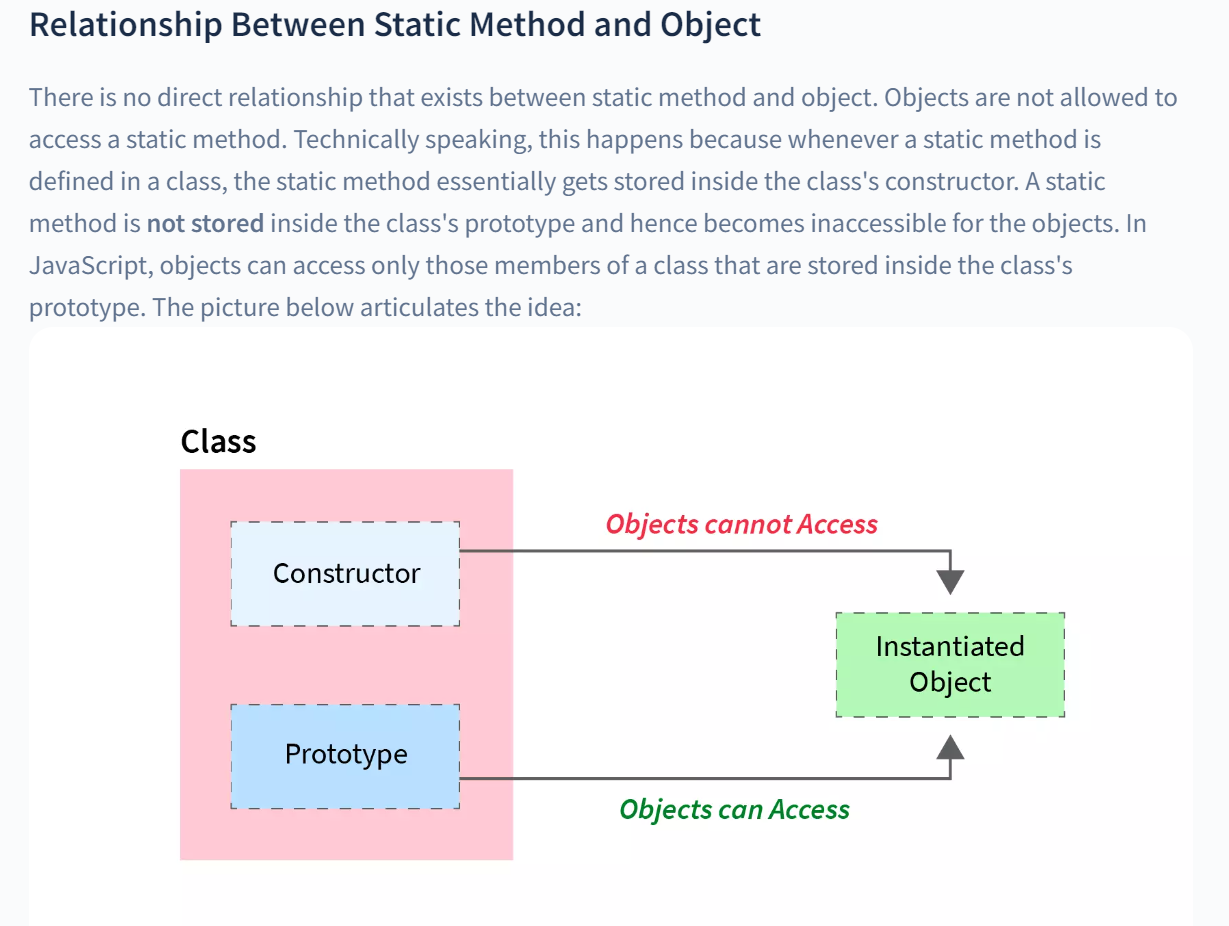 Relationship Between Static Method and Object
There is no direct relationship that exists between static method and object. Objects are not allowed to
access a static method. Technically speaking, this happens because whenever a static method is
defined in a class, the static method essentially gets stored inside the class's constructor. A static
method is not stored inside the class's prototype and hence becomes inaccessible for the objects. In
JavaScript, objects can access only those members of a class that are stored inside the class's
prototype. The picture below articulates the idea:
Class
Objects cannot Access
Constructor
Instantiated
Object
Prototype
Objects can Access